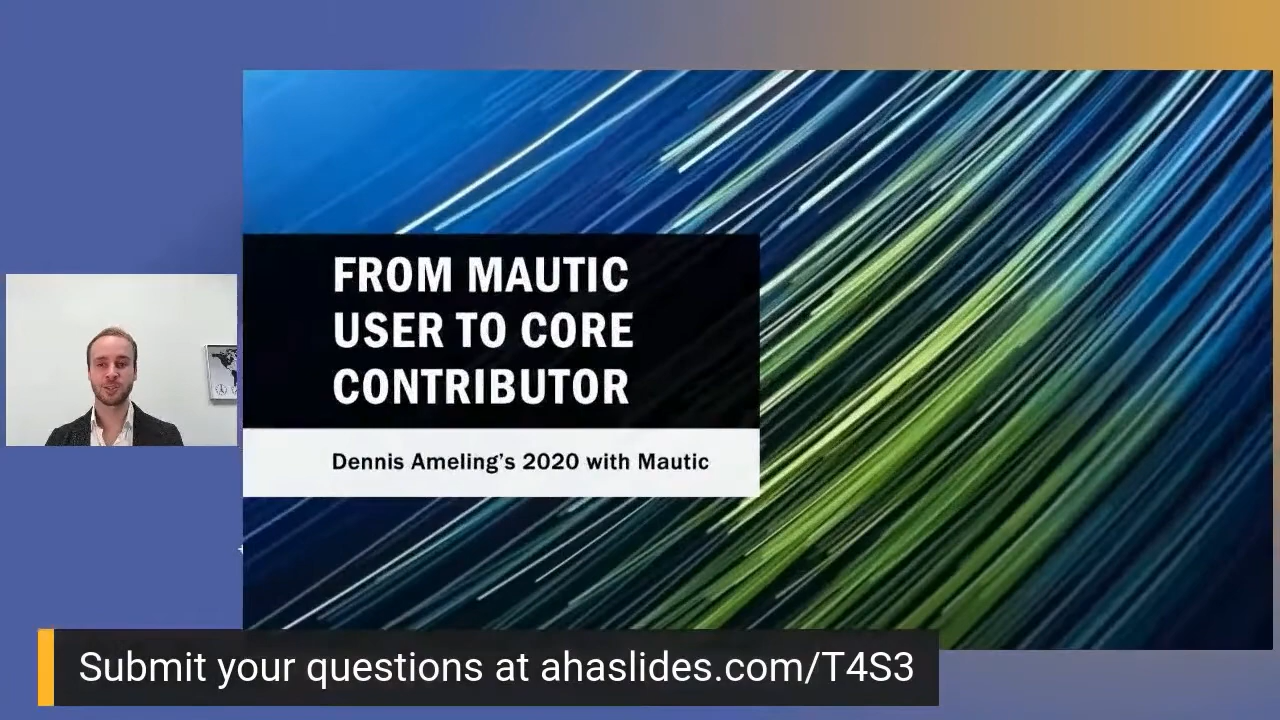 FROM MAUTIC
USER TO CORE
CONTRIBUTOR
Dennis Ameling's 2020 with Mautic
Submit your questions at ahaslides.com/T4S3